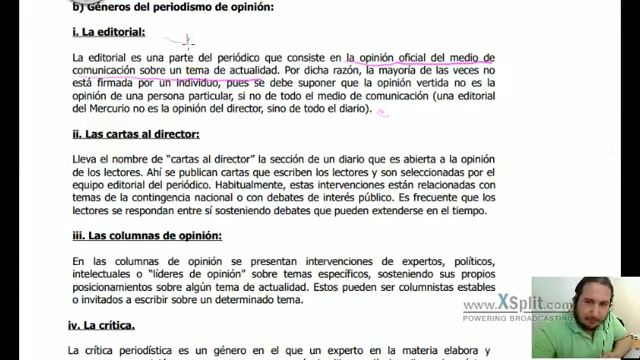 b) Géneros del periodismo de opinión:
i. La editorial:
La editorial es una parte del periódico que consiste en la opinión oficial del medio de
comunicación sobre un tema de actualidad. Por dicha razón, la mayoría de las veces no
está firmada por un individuo, pues se debe suponer que la opinión vertida no es la
opinión de una persona particular, si no de todo el medio de comunicación (una editorial
del Mercurio no es la opinión del director, sino de todo el diario).
ii. Las cartas al director:
Lleva el nombre de "cartas al director" la sección de un diario que es abierta a la opinión
de los lectores. Ahí se publican cartas que escriben los lectores y son seleccionadas por el
equipo editorial del periódico. Habitualmente, estas intervenciones están relacionadas con
temas de la contingencia nacional o con debates de interés público. Es frecuente que los
lectores se respondan entre sí sosteniendo debates que pueden extenderse en el tiempo.
iii. Las columnas de opinión:
En las columnas de opinión se presentan intervenciones de expertos, políticos,
intelectuales o "líderes de opinión" sobre temas específicos, sosteniendo sus propios
posicionamientos sobre algún tema de actualidad. Estos pueden ser columnistas estables
o invitados a escribir sobre un determinado tema.
www.XSplit.com
POWERING BROADCASTING
iv. La crítica.
La crítica periodística es un género en el que un experto en la materia elabora y